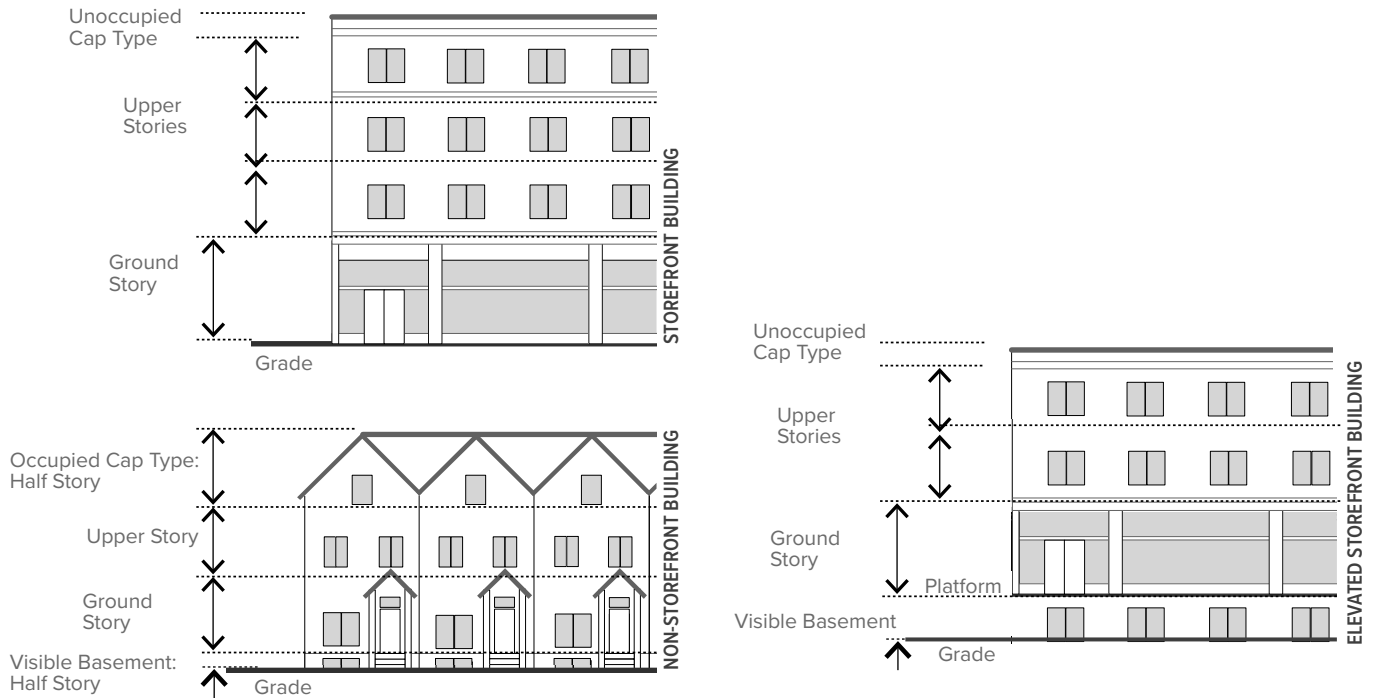 Unoccupied
Cap Type
Upper
Stories
Ground
Story
Grade
STOREFRONT BUILDING
Occupied Cap Type:
Half Story
Upper Story
Ground
Story
Visible Basement:
Half Story
Grade
NON-STOREFRONT BUILDING
Unoccupied
Cap Type
Upper
Stories
Ground
Story
Platform
Visible Basement
Grade
ELEVATED STOREFRONT BUILDING